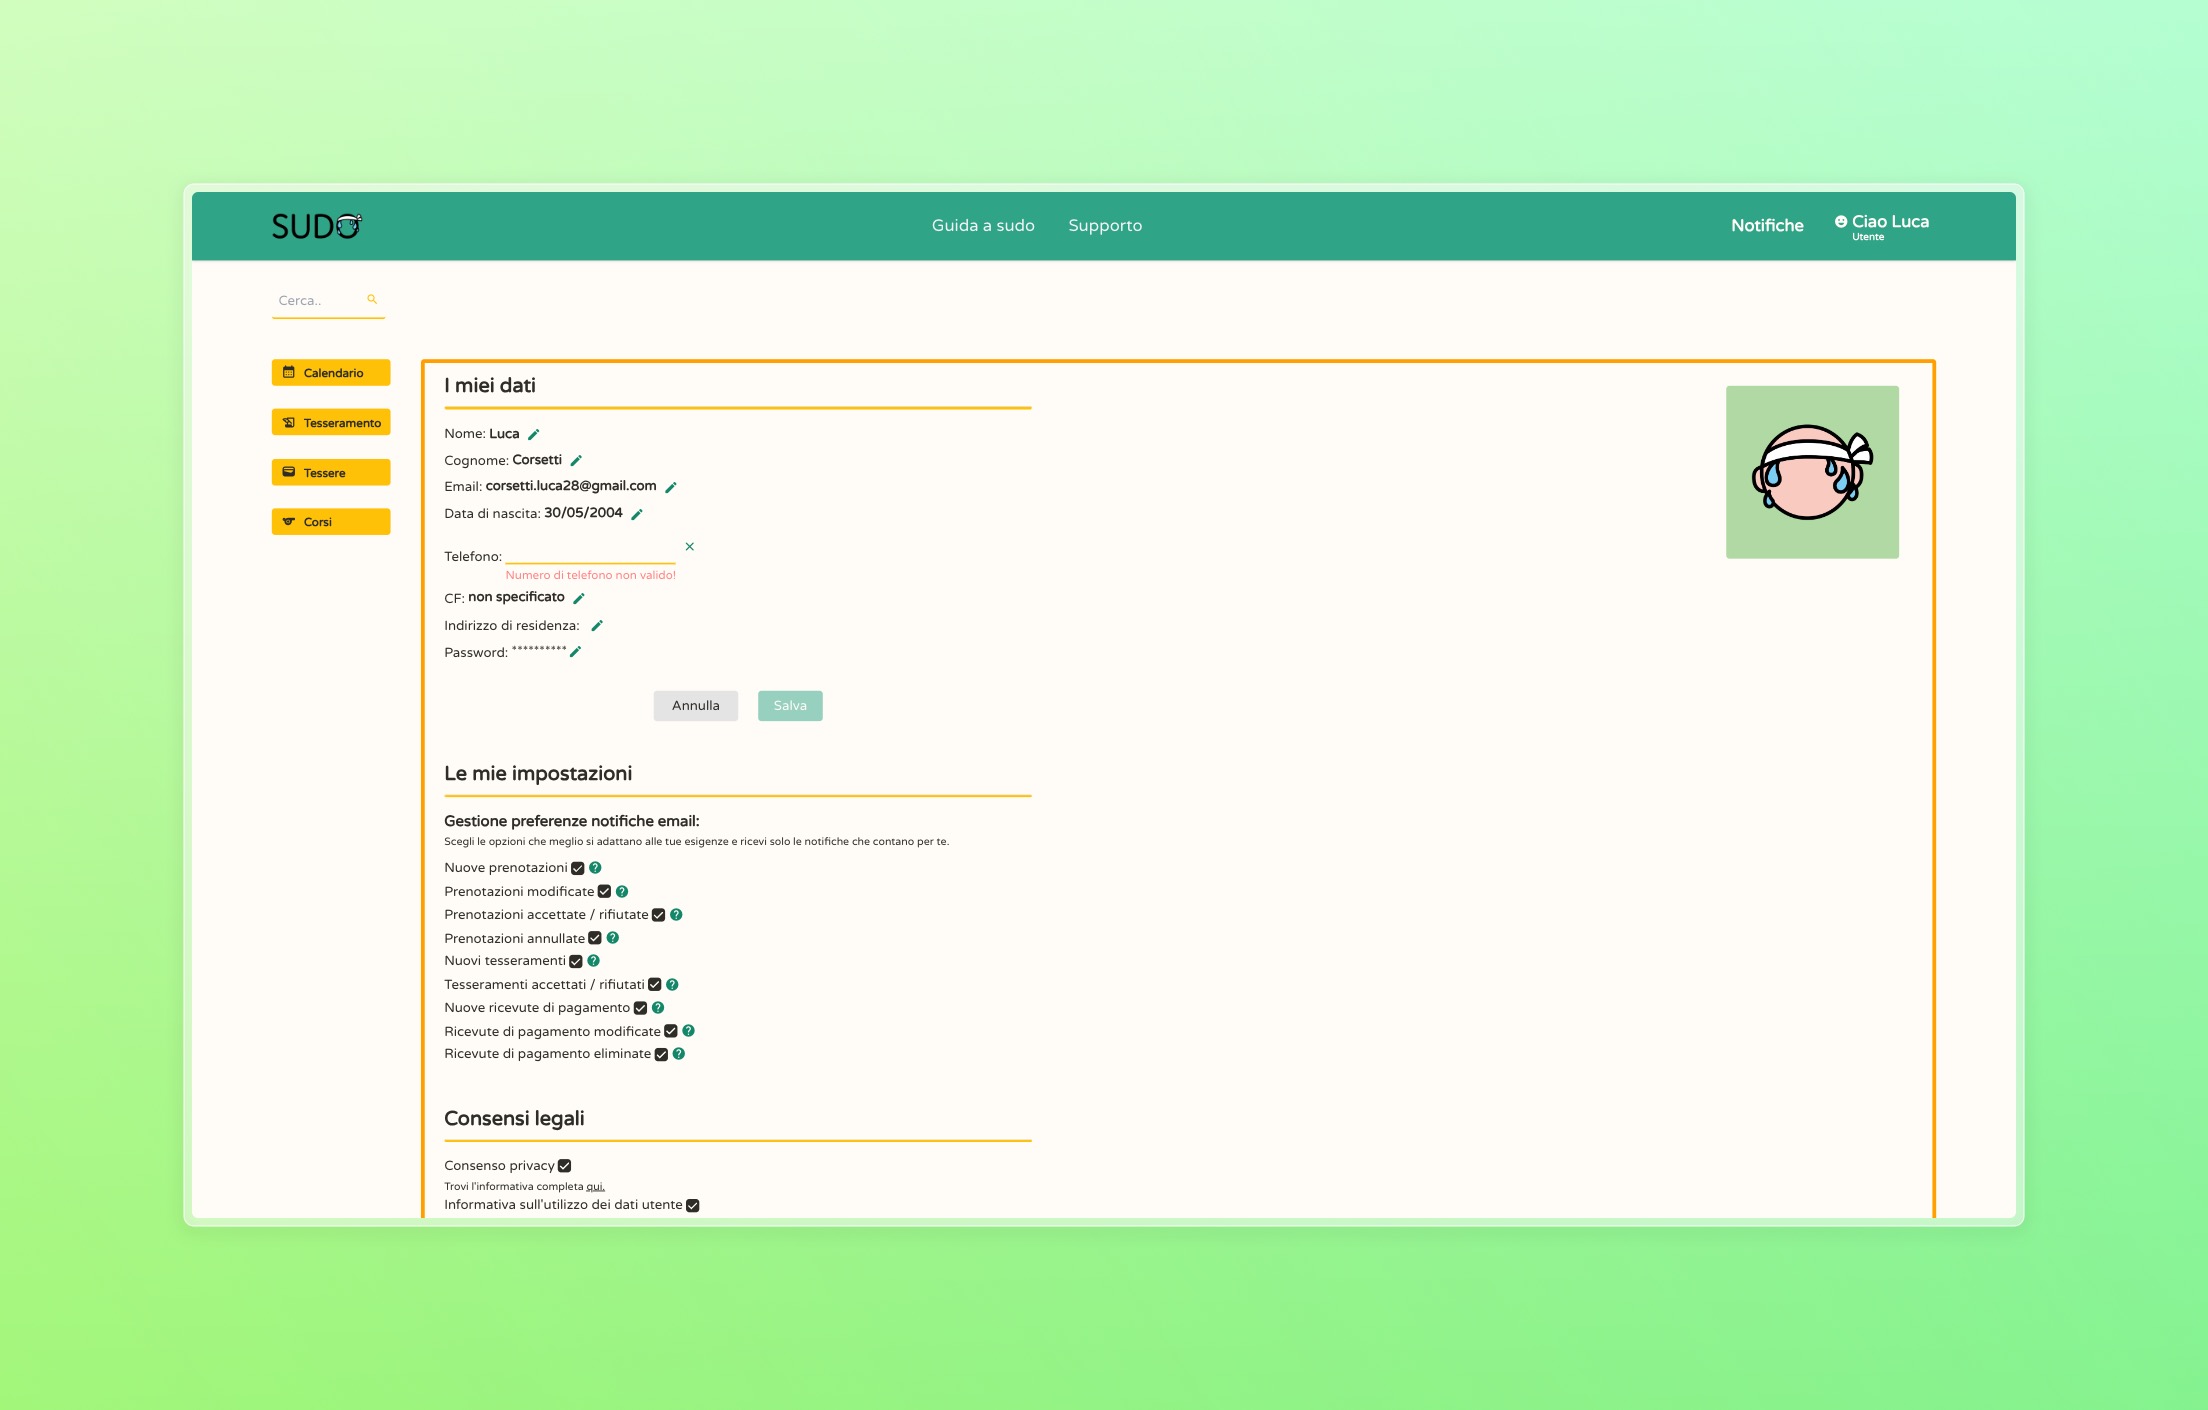 SUDO
Guida a sudo
Supporto
Notifiche
Ciao Luca
Utente
Cerca..
Calendario
Tesseramento
Tessere
Corsi
I miei dati
Nome: Luca
Cognome: Corsetti
Email: corsetti.luca28@gmail.com
Data di nascita: 30/05/2004
Telefono:
Numero di telefono non valido!
CF: non specificato
Indirizzo di residenza:
Password: **********
Annulla
Salva
Le mie impostazioni
Gestione preferenze notifiche email:
Scegli le opzioni che meglio si adattano alle tue esigenze e ricevi solo le notifiche che contano per te.
Nuove prenotazioni
Prenotazioni modificate
Prenotazioni accettate / rifiutate
Prenotazioni annullate
Nuovi tesseramenti
Tesseramenti accettati / rifiutati
Nuove ricevute di pagamento
Ricevute di pagamento modificate
Ricevute di pagamento eliminate
Consensi legali
Consenso privacy
Trovi l'informativa completa qui.
Informativa sull'utilizzo dei dati utente